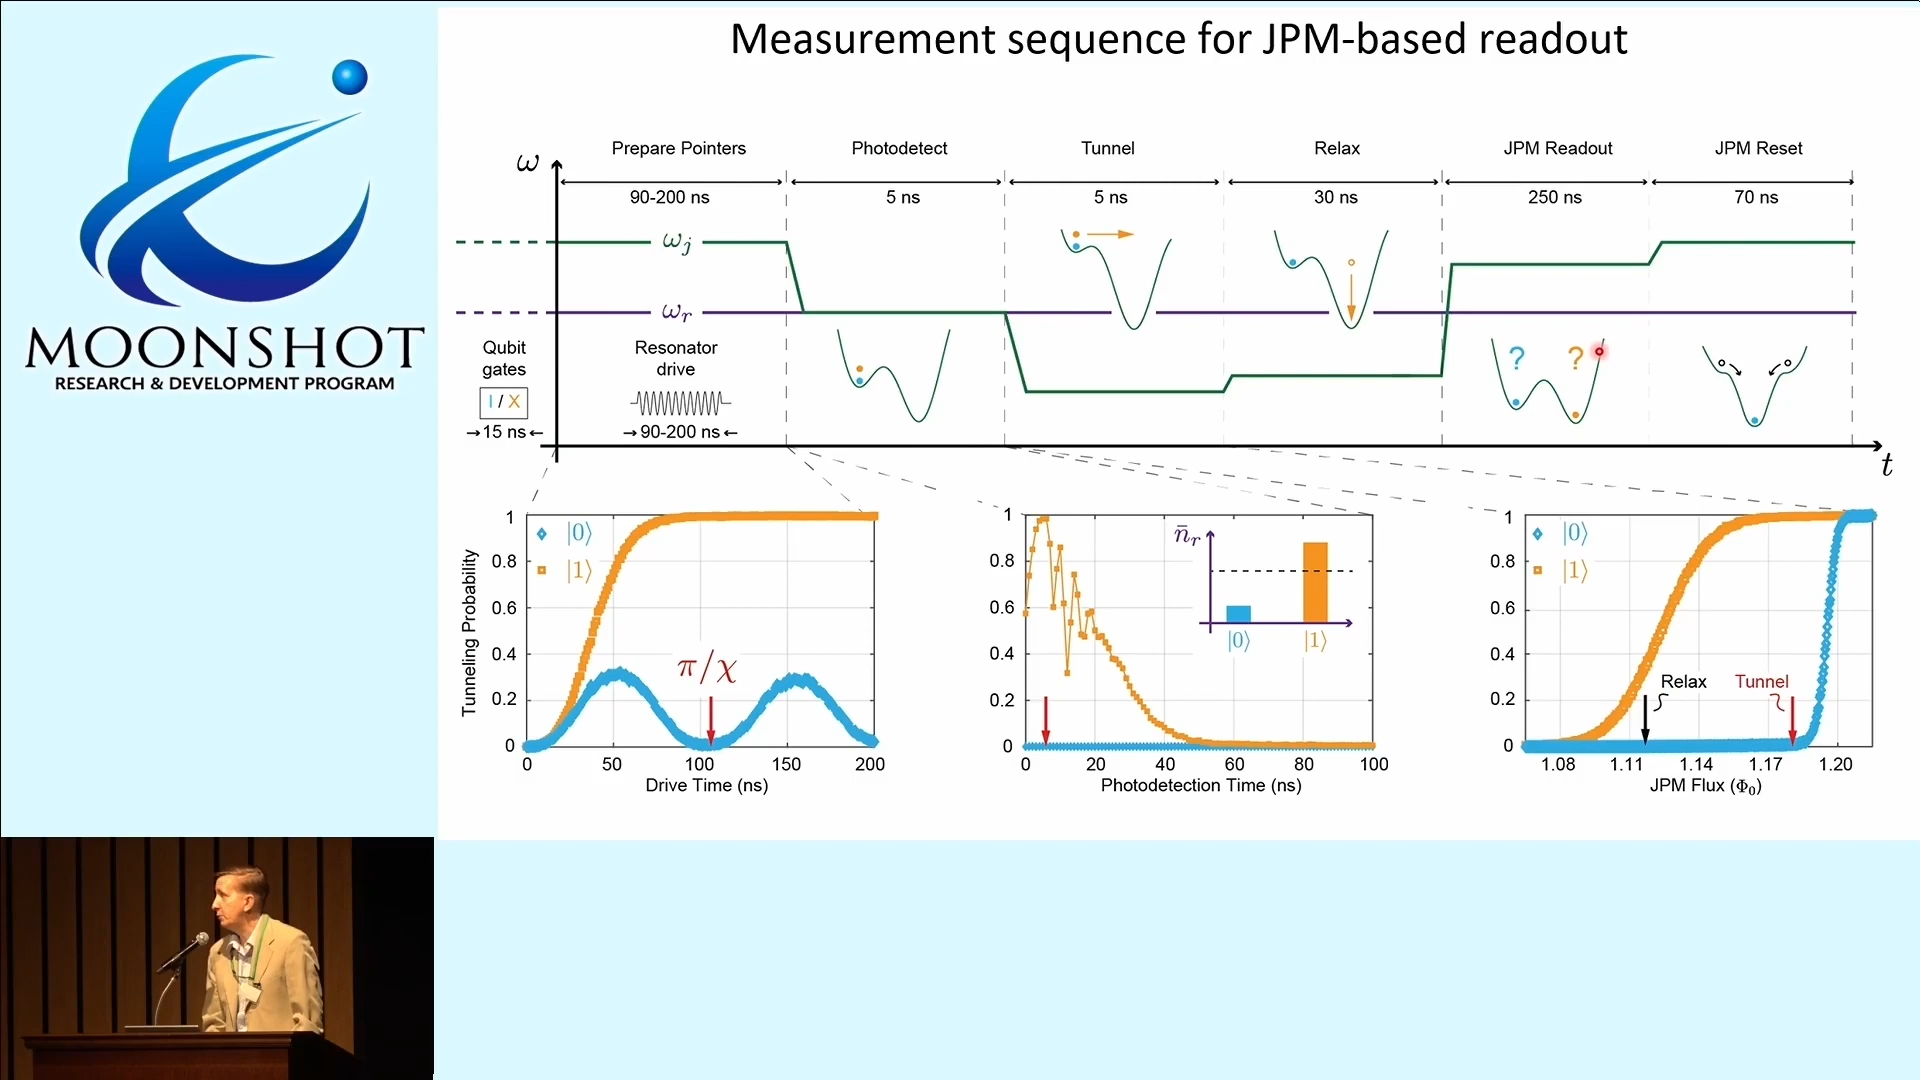 Measurement sequence for JPM-based readout
MOONSHOT
RESEARCH & DEVELOPMENT PROGRAM
ω
Prepare Pointers
Photodetect
Tunnel
Relax
JPM Readout
JPM Reset
90-200 ns
5 ns
5 ns
30 ns
250 ns
70 ns
ωj
ωr
Qubit
gates
I / X
→15 ns←
Resonator
drive
→90-200 ns←
? ?
t
Tunneling Probability
1
0.8
0.6
0.4
0.2
0
|0⟩
|1⟩
π/χ
0 50 100 150 200
Drive Time (ns)
1
0.8
0.6
0.4
0.2
0
n̄r
|0⟩ |1⟩
0 20 40 60 80 100
Photodetection Time (ns)
1
0.8
0.6
0.4
0.2
0
|0⟩
|1⟩
Relax
Tunnel
1.08 1.11 1.14 1.17 1.20
JPM Flux (Φ0)